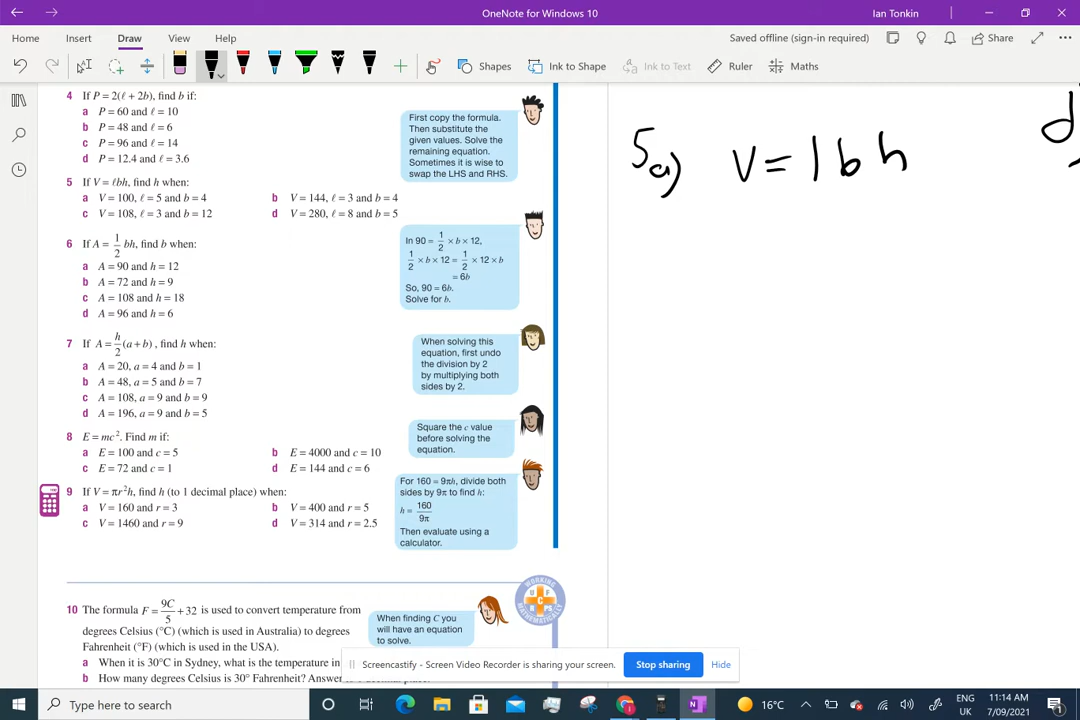 OneNote for Windows 10
Ian Tonkin
Home Insert Draw View Help
Saved offline (sign-in required) Share
Shapes Ink to Shape Ink to Text Ruler Maths
4 If P = 2(ℓ + 2b), find b if:
a P = 60 and ℓ = 10
b P = 48 and ℓ = 6
c P = 96 and ℓ = 14
d P = 12.4 and ℓ = 3.6
First copy the formula.
Then substitute the
given values. Solve the
remaining equation.
Sometimes it is wise to
swap the LHS and RHS.
5 If V = ℓbh, find h when:
a V = 100, ℓ = 5 and b = 4 b V = 144, ℓ = 3 and b = 4
c V = 108, ℓ = 3 and b = 12 d V = 280, ℓ = 8 and b = 5
6 If A = 1/2 bh, find b when:
a A = 90 and h = 12
b A = 72 and h = 9
c A = 108 and h = 18
d A = 96 and h = 6
In 90 = 1/2 × b × 12,
1/2 × b × 12 = 1/2 × 12 × b
= 6b
So, 90 = 6b.
Solve for b.
7 If A = h/2 (a + b), find h when:
a A = 20, a = 4 and b = 1
b A = 48, a = 5 and b = 7
c A = 108, a = 9 and b = 9
d A = 196, a = 9 and b = 5
When solving this
equation, first undo
the division by 2
by multiplying both
sides by 2.
8 E = mc². Find m if:
a E = 100 and c = 5 b E = 4000 and c = 10
c E = 72 and c = 1 d E = 144 and c = 6
Square the c value
before solving the
equation.
9 If V = πr²h, find h (to 1 decimal place) when:
a V = 160 and r = 3 b V = 400 and r = 5
c V = 1460 and r = 9 d V = 314 and r = 2.5
For 160 = 9πh, divide both
sides by 9π to find h:
h = 160/9π
Then evaluate using a
calculator.
WORKING
MATHEMATICALLY
10 The formula F = 9C/5 + 32 is used to convert temperature from
degrees Celsius (°C) (which is used in Australia) to degrees
Fahrenheit (°F) (which is used in the USA).
a When it is 30°C in Sydney, what is the temperature in
b How many degrees Celsius is 30° Fahrenheit? Answer
When finding C you
will have an equation
to solve.
5a) V = l b h
d
Screencastify - Screen Video Recorder is sharing your screen. Stop sharing Hide
Type here to search
16°C
ENG
UK
11:14 AM
7/09/2021